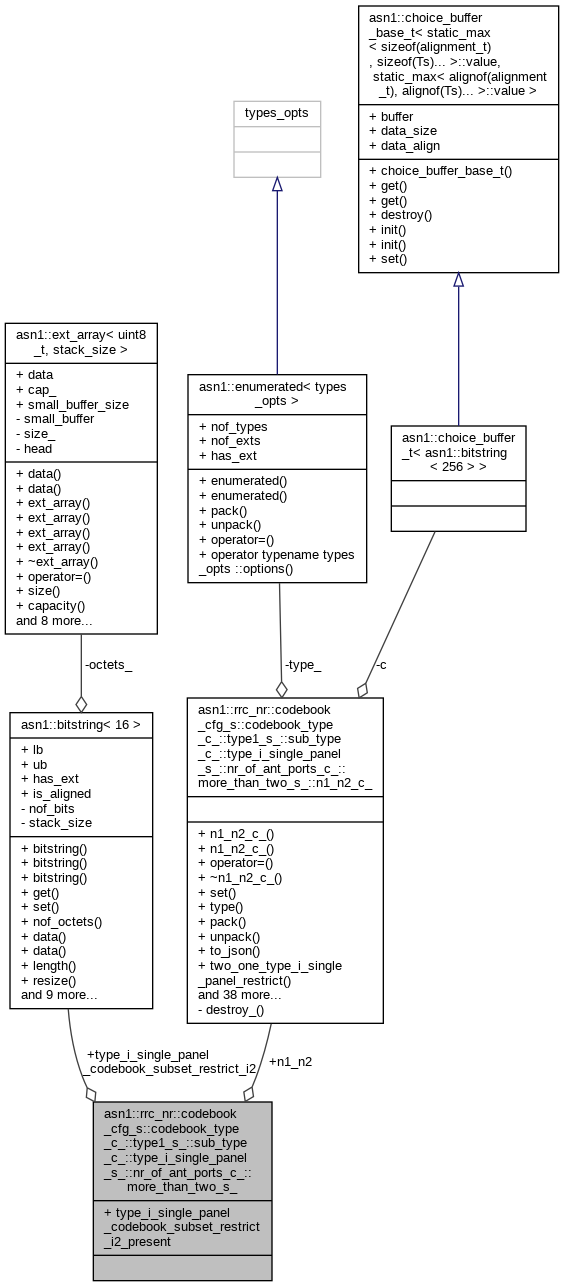 asn1::choice_buffer
_base_t< static_max
< sizeof(alignment_t)
, sizeof(Ts)... >::value,
static_max< alignof(alignment
_t), alignof(Ts)... >::value >
+ buffer
+ data_size
+ data_align
+ choice_buffer_base_t()
+ get()
+ get()
+ destroy()
+ init()
+ init()
+ set()
types_opts
asn1::ext_array< uint8
_t, stack_size >
+ data
+ cap_
+ small_buffer_size
- small_buffer
- size_
- head
+ data()
+ data()
+ ext_array()
+ ext_array()
+ ext_array()
+ ext_array()
+ ~ext_array()
+ operator=()
+ size()
+ capacity()
and 8 more...
asn1::enumerated< types
_opts >
+ nof_types
+ nof_exts
+ has_ext
+ enumerated()
+ enumerated()
+ pack()
+ unpack()
+ operator=()
+ operator typename types
_opts ::options()
asn1::choice_buffer
_t< asn1::bitstring
< 256 > >
-octets_
-type_
-c
asn1::bitstring< 16 >
+ lb
+ ub
+ has_ext
+ is_aligned
- nof_bits
- stack_size
+ bitstring()
+ bitstring()
+ bitstring()
+ get()
+ set()
+ nof_octets()
+ data()
+ data()
+ length()
+ resize()
and 9 more...
asn1::rrc_nr::codebook
_cfg_s::codebook_type
_c_::type1_s_::sub_type
_c_::type_i_single_panel
_s_::nr_of_ant_ports_c_::
more_than_two_s_::n1_n2_c_
+ n1_n2_c_()
+ n1_n2_c_()
+ operator=()
+ ~n1_n2_c_()
+ set()
+ type()
+ pack()
+ unpack()
+ to_json()
+ two_one_type_i_single
_panel_restrict()
and 38 more...
- destroy_()
+type_i_single_panel
_codebook_subset_restrict_i2
+n1_n2
asn1::rrc_nr::codebook
_cfg_s::codebook_type
_c_::type1_s_::sub_type
_c_::type_i_single_panel
_s_::nr_of_ant_ports_c_::
more_than_two_s_
+ type_i_single_panel
_codebook_subset_restrict
_i2_present